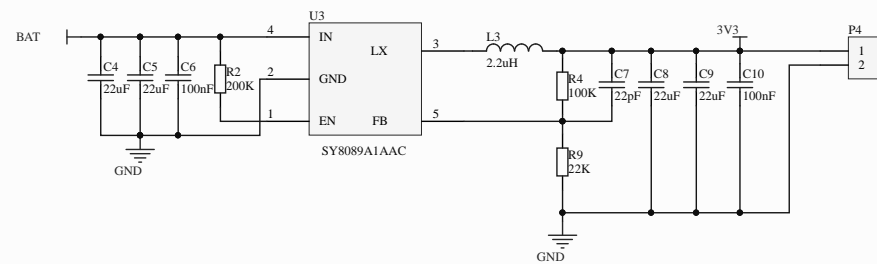 U3
BAT
4
IN
LX
3
L3
2.2uH
3V3
P4
1
2
C4
22uF
C5
22uF
C6
100nF
R2
200K
2
GND
R4
100K
C7
22pF
C8
22uF
C9
22uF
C10
100nF
1
EN
FB
5
SY8089A1AAC
GND
R9
22K
GND